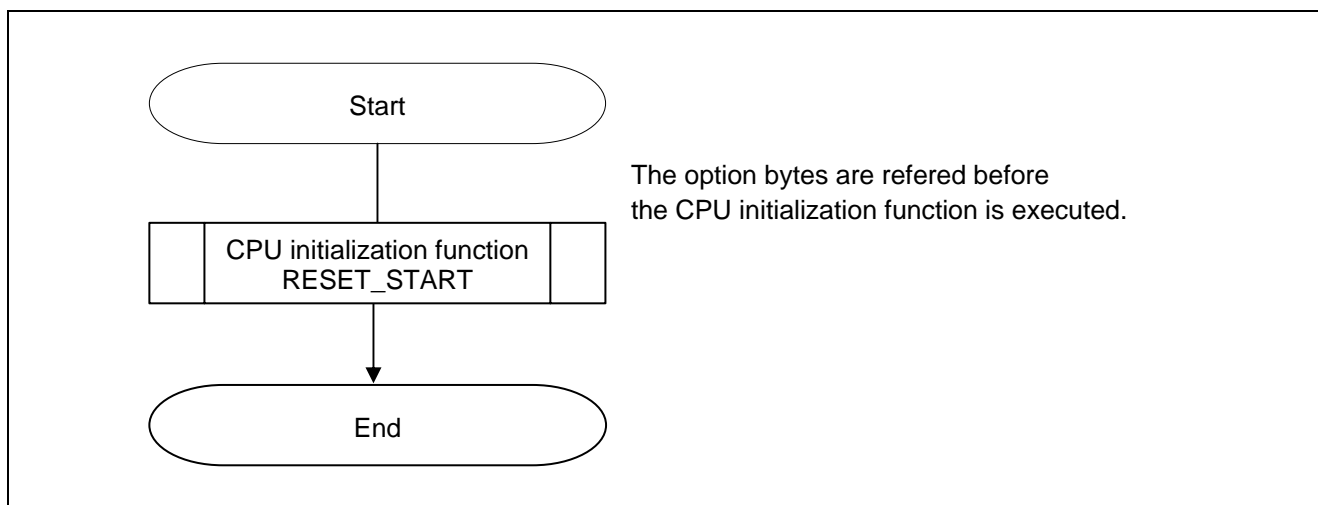 Start
The option bytes are refered before
the CPU initialization function is executed.
CPU initialization function
RESET_START
End